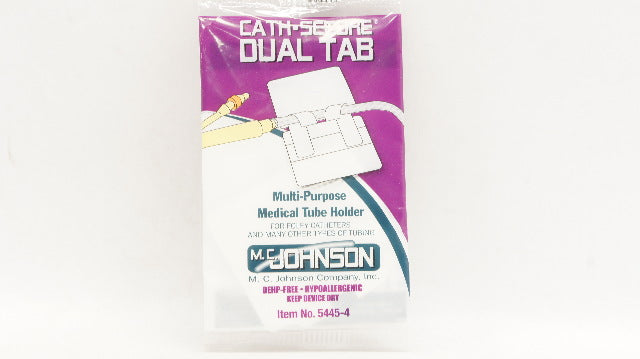 CATH-SECURE®
DUAL TAB
Multi-Purpose
Medical Tube Holder
FOR FOLEY CATHETERS
AND MANY OTHER TYPES OF TUBING
M.C. JOHNSON
M. C. Johnson Company, Inc.
DEHP-FREE • HYPOALLERGENIC
KEEP DEVICE DRY
Item No. 5445-4